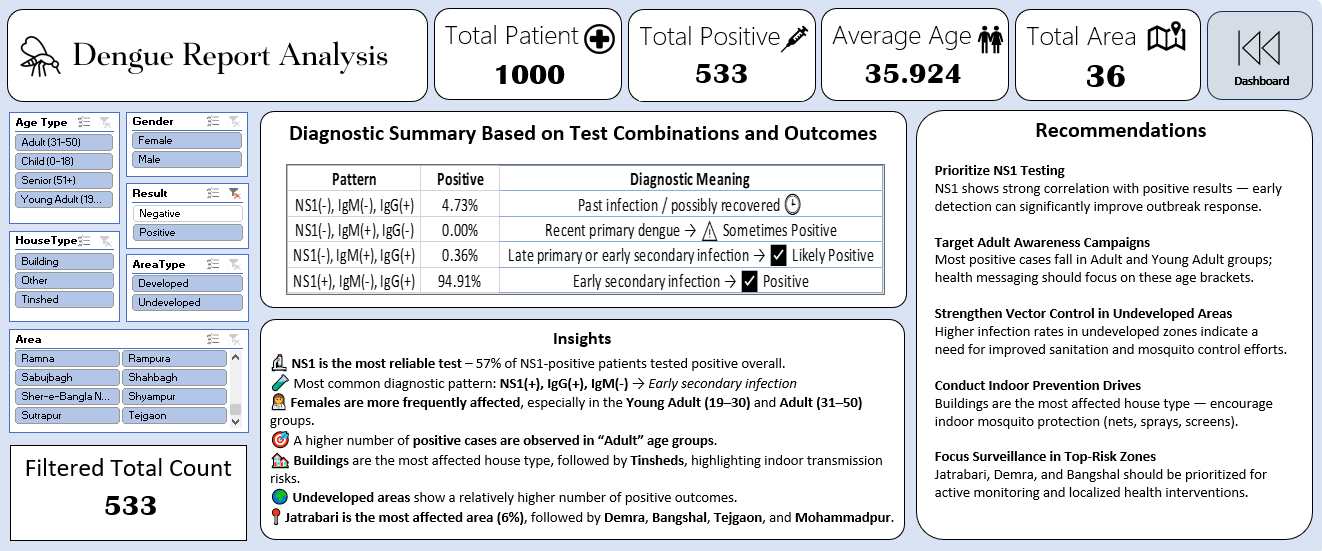 Dengue Report Analysis
Total Patient
1000
Total Positive
533
Average Age
35.924
Total Area
36
Dashboard
Age Type
Adult (31-50)
Child (0-18)
Senior (51+)
Young Adult (19...
Gender
Female
Male
Result
Negative
Positive
HouseType
Building
Other
Tinshed
AreaType
Developed
Undeveloped
Area
Ramna Rampura
Sabujbagh Shahbagh
Sher-e-Bangla N... Shyampur
Sutrapur Tejgaon
Filtered Total Count
533
Diagnostic Summary Based on Test Combinations and Outcomes
Pattern Positive Diagnostic Meaning
NS1(-), IgM(-), IgG(+) 4.73% Past infection / possibly recovered 🕒
NS1(-), IgM(+), IgG(-) 0.00% Recent primary dengue → ⚠ Sometimes Positive
NS1(-), IgM(+), IgG(+) 0.36% Late primary or early secondary infection → ✔ Likely Positive
NS1(+), IgM(-), IgG(+) 94.91% Early secondary infection → ✔ Positive
Insights
🔬 NS1 is the most reliable test – 57% of NS1-positive patients tested positive overall.
🧪 Most common diagnostic pattern: NS1(+), IgG(+), IgM(-) → Early secondary infection
👩 Females are more frequently affected, especially in the Young Adult (19–30) and Adult (31–50)
groups.
🎯 A higher number of positive cases are observed in “Adult” age groups.
🏘 Buildings are the most affected house type, followed by Tinsheds, highlighting indoor transmission
risks.
🌍 Undeveloped areas show a relatively higher number of positive outcomes.
📍 Jatrabari is the most affected area (6%), followed by Demra, Bangshal, Tejgaon, and Mohammadpur.
Recommendations
Prioritize NS1 Testing
NS1 shows strong correlation with positive results — early
detection can significantly improve outbreak response.
Target Adult Awareness Campaigns
Most positive cases fall in Adult and Young Adult groups;
health messaging should focus on these age brackets.
Strengthen Vector Control in Undeveloped Areas
Higher infection rates in undeveloped zones indicate a
need for improved sanitation and mosquito control efforts.
Conduct Indoor Prevention Drives
Buildings are the most affected house type — encourage
indoor mosquito protection (nets, sprays, screens).
Focus Surveillance in Top-Risk Zones
Jatrabari, Demra, and Bangshal should be prioritized for
active monitoring and localized health interventions.